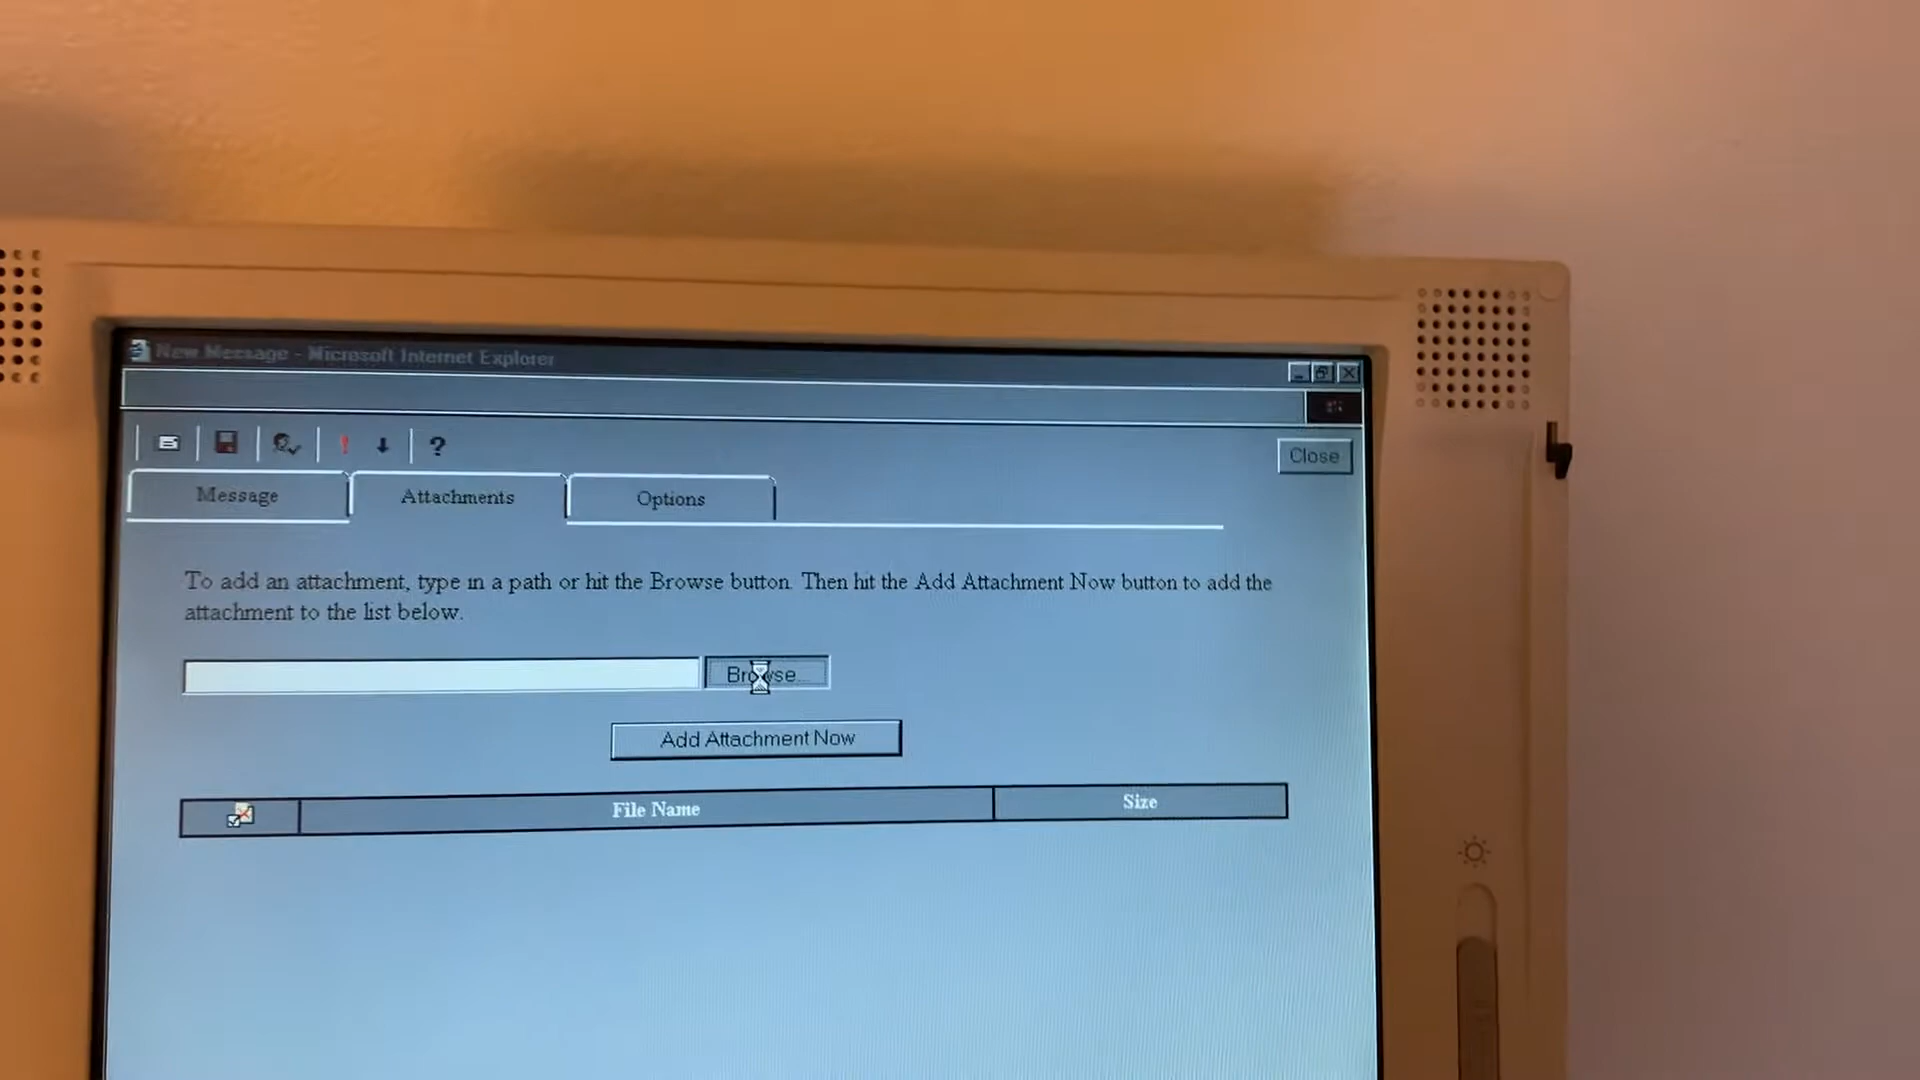 New Message - Microsoft Internet Explorer
?
Close
Message
Attachments
Options
To add an attachment, type in a path or hit the Browse button. Then hit the Add Attachment Now button to add the
attachment to the list below.
Browse...
Add Attachment Now
File Name
Size